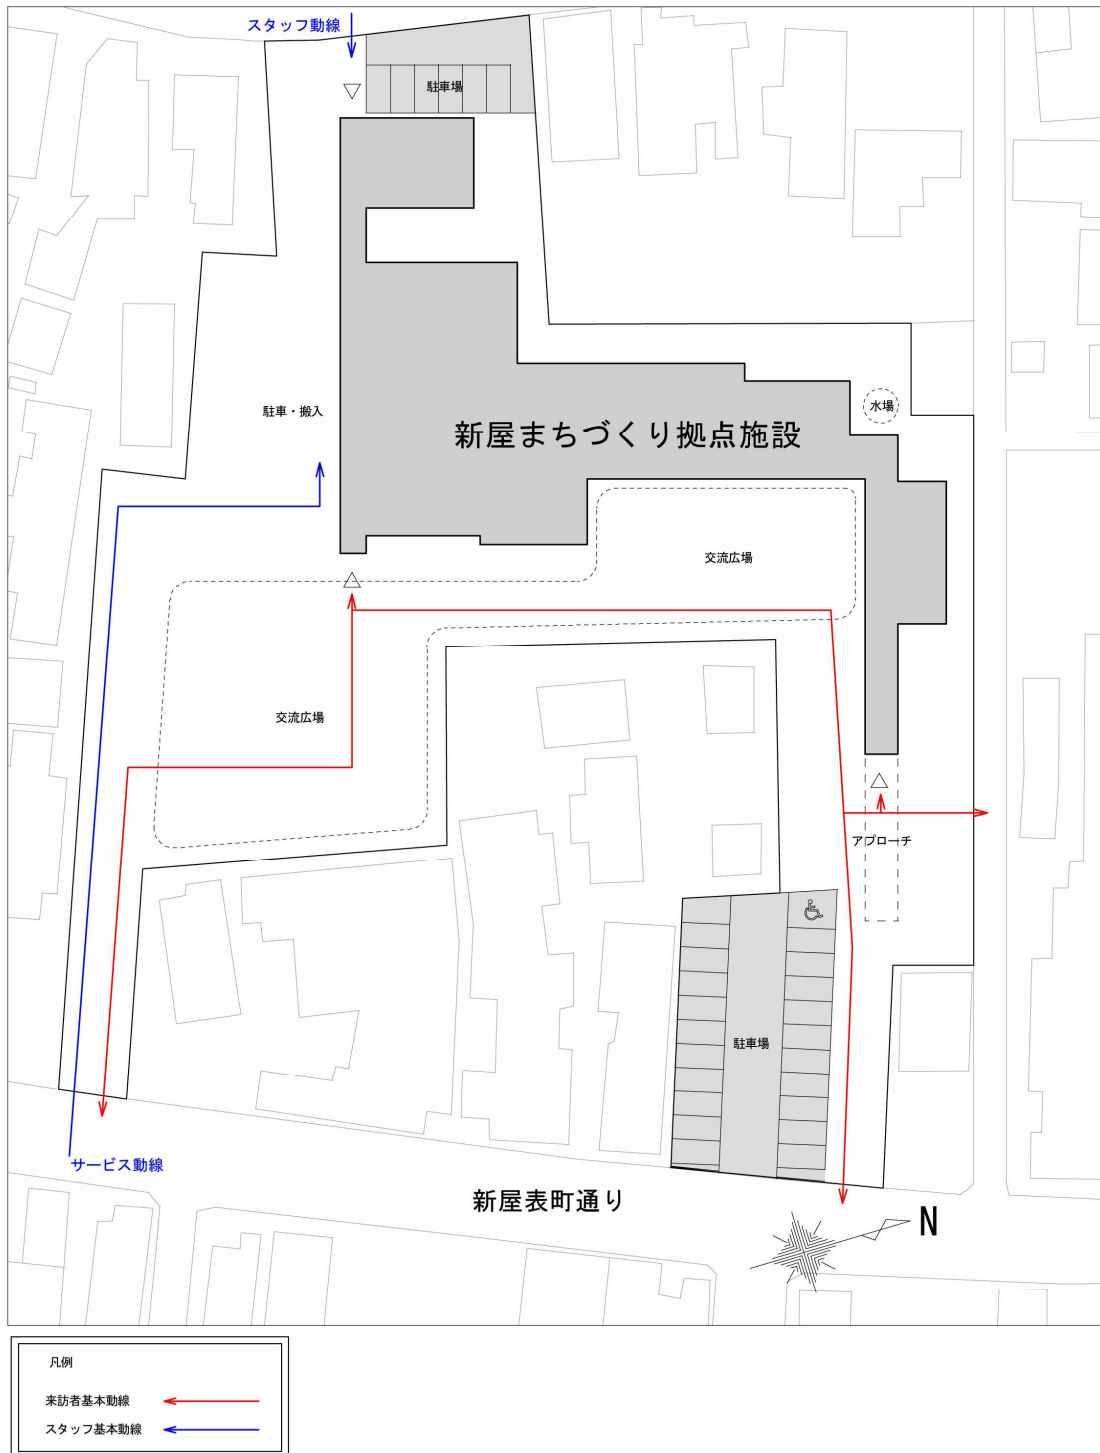 スタッフ動線
駐車場
駐車・搬入
水場
新屋まちづくり拠点施設
交流広場
交流広場
アプローチ
駐車場
サービス動線
新屋表町通り
N
凡例
来訪者基本動線
スタッフ基本動線